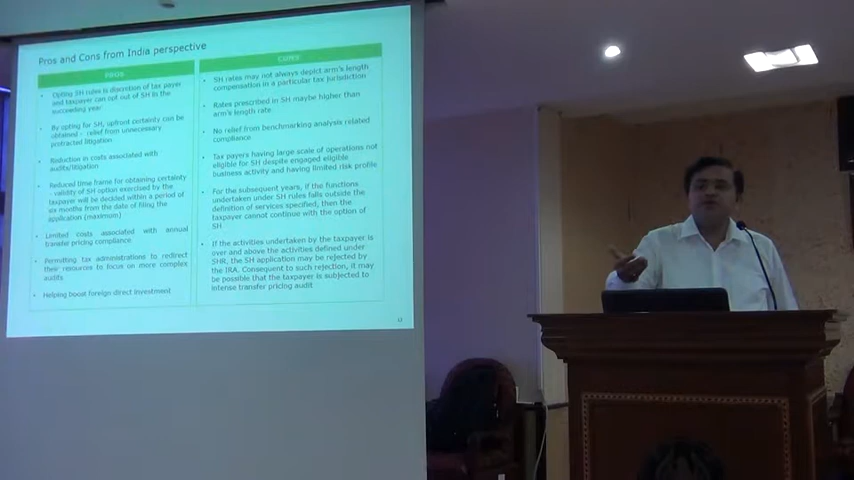 Pros and Cons from India perspective
PROS
• Opting SH rules is discretion of tax payer
and taxpayer can opt out of SH in the
succeeding year
• By opting for SH, upfront certainty can be
obtained - relief from unnecessary
protracted litigation
• Reduction in costs associated with
audits/litigation
• Reduced time frame for obtaining certainty
- validity of SH option exercised by the
taxpayer will be decided within a period of
six months from the date of filing the
application (maximum)
• Limited costs associated with annual
transfer pricing compliance
• Permitting tax administrations to redirect
their resources to focus on more complex
audits
• Helping boost foreign direct investment
CONS
• SH rates may not always depict arm's length
compensation in a particular tax jurisdiction
• Rates prescribed in SH maybe higher than
arm's length rate
• No relief from benchmarking analysis related
compliance
• Tax payers having large scale of operations not
eligible for SH despite engaged eligible
business activity and having limited risk profile
• For the subsequent years, if the functions
undertaken under SH rules falls outside the
definition of services specified, then the
taxpayer cannot continue with the option of
SH
• If the activities undertaken by the taxpayer is
over and above the activities defined under
SHR, the SH application may be rejected by
the IRA. Consequent to such rejection, it may
be possible that the taxpayer is subjected to
intense transfer pricing audit